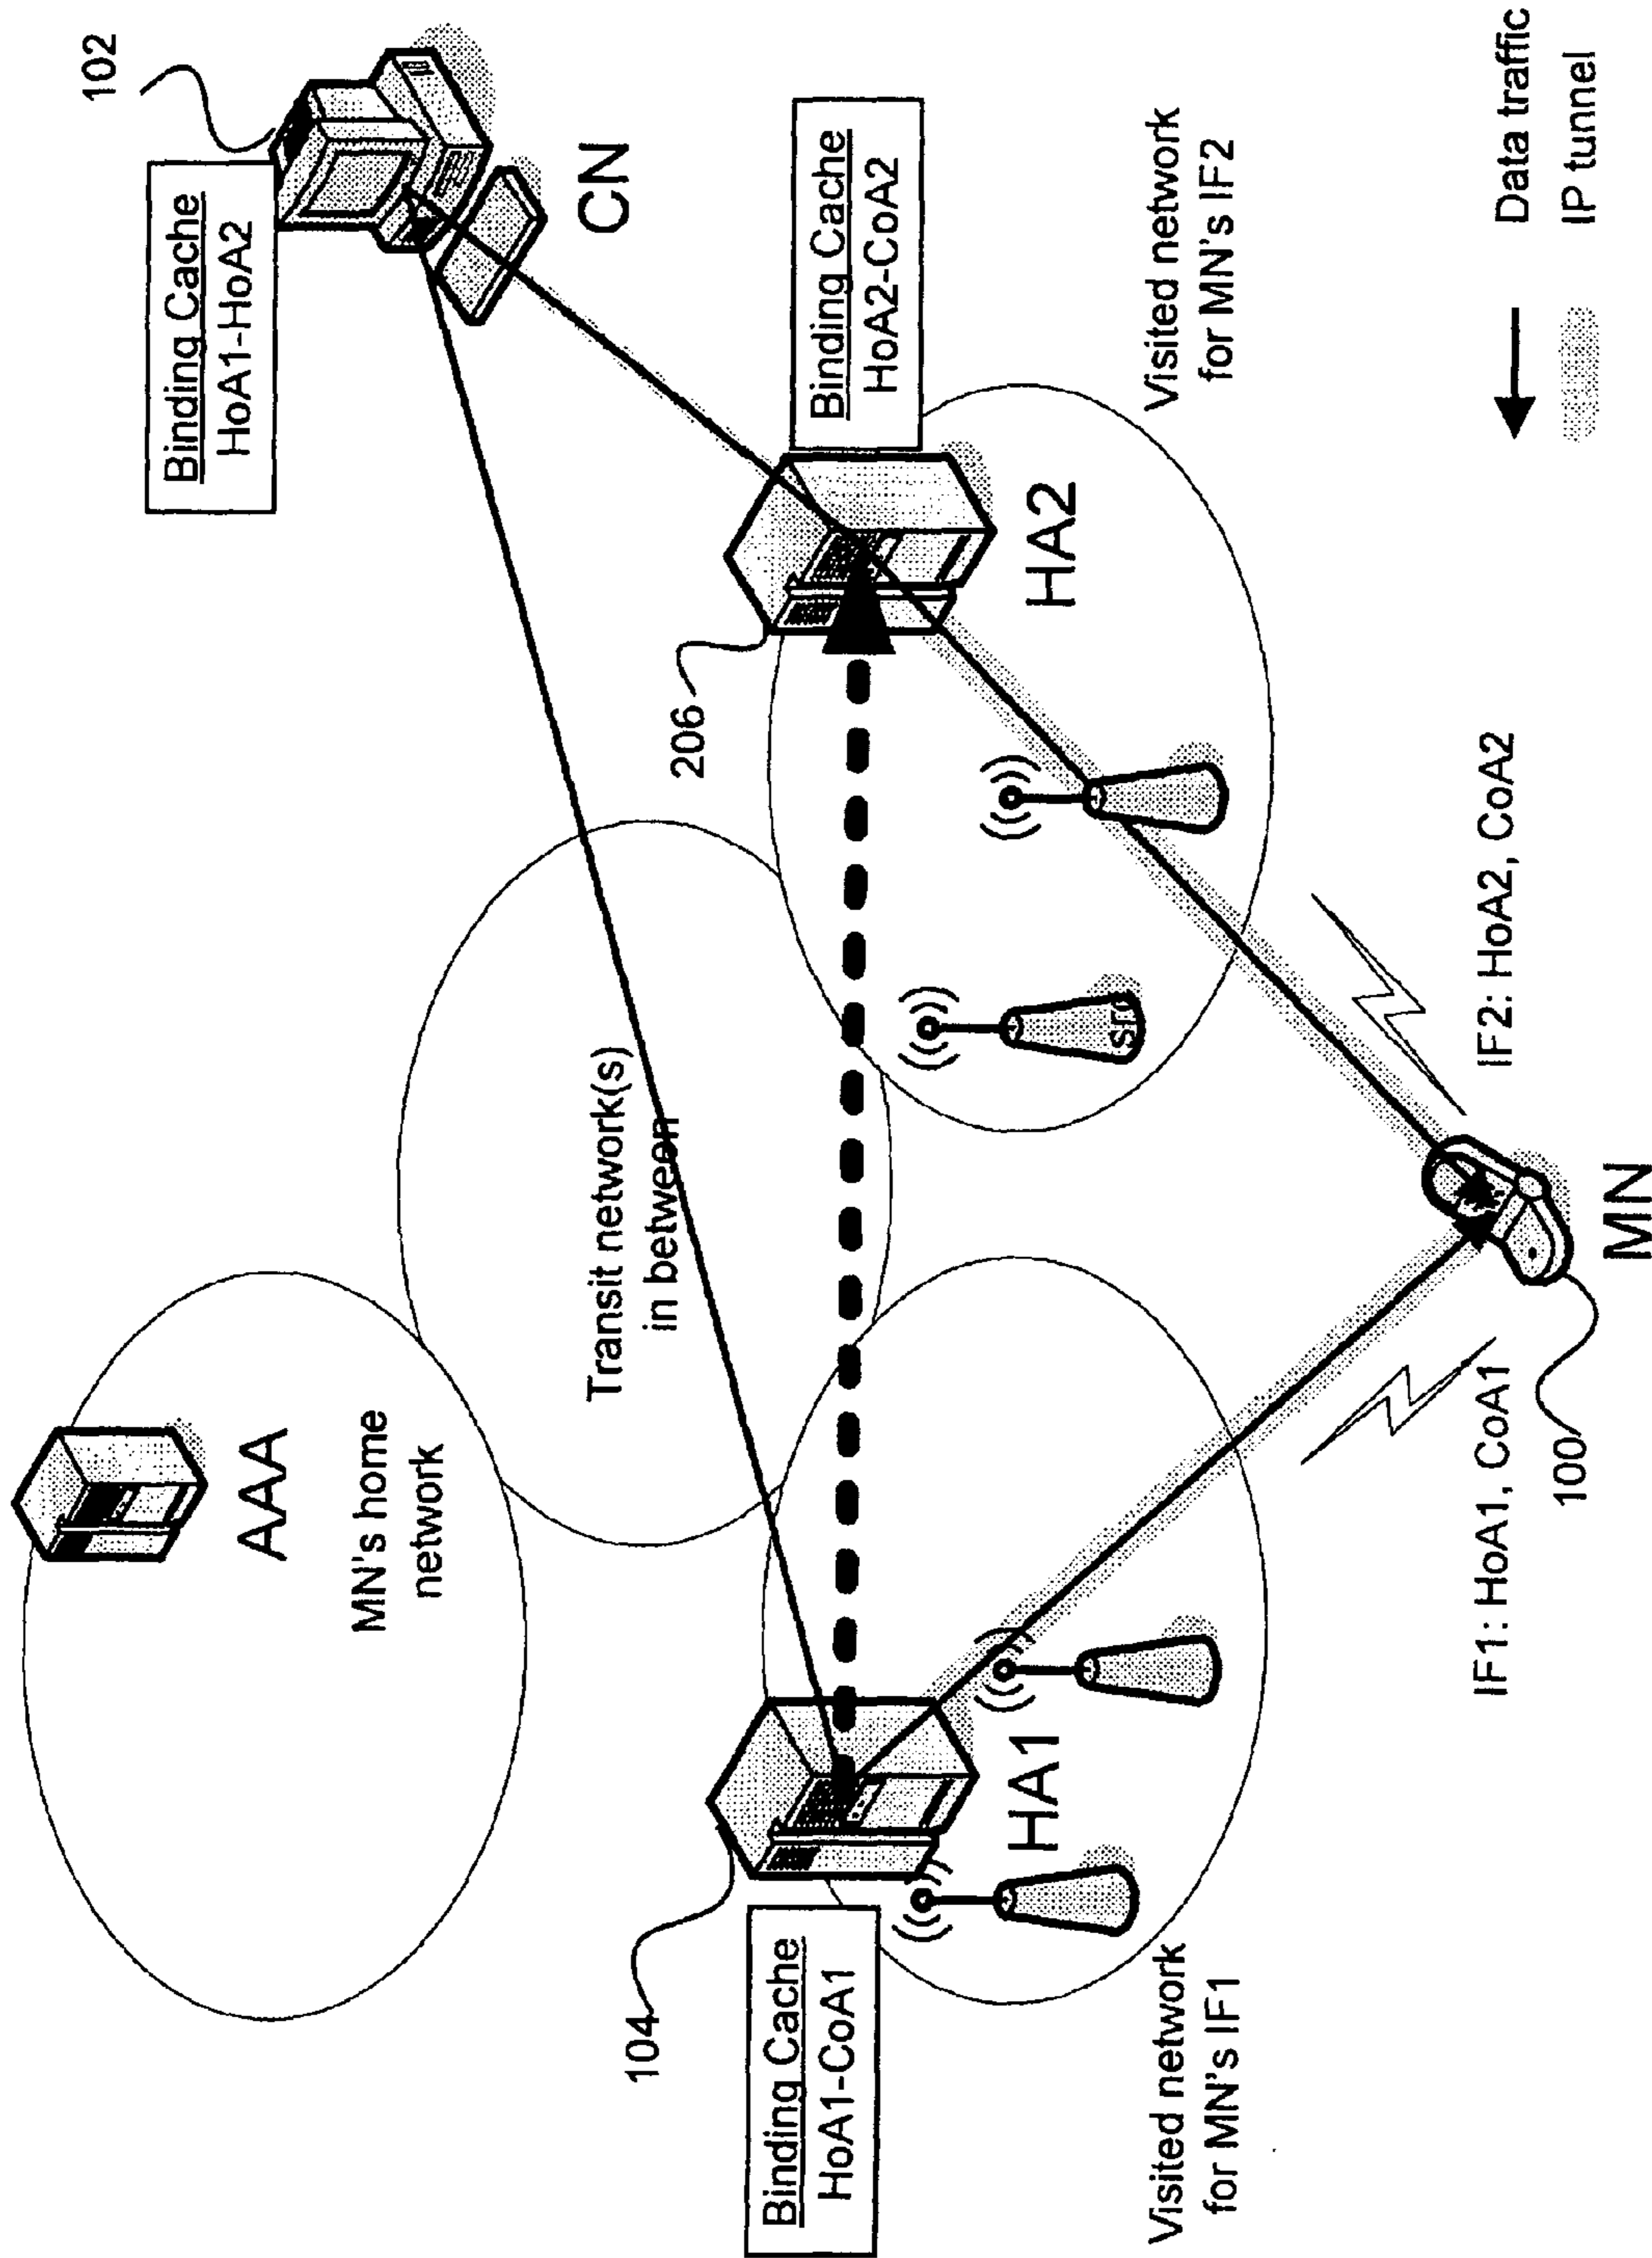 AAA
MN's home
network
Binding Cache
HoA1-HoA2
102
CN
Transit network(s)
in between
104
206
Binding Cache
HoA1-CoA1
HA1
Binding Cache
HoA2-CoA2
HA2
src
Visited network
for MN's IF1
Visited network
for MN's IF2
IF1: HoA1, CoA1
IF2: HoA2, CoA2
100
MN
Data traffic
IP tunnel